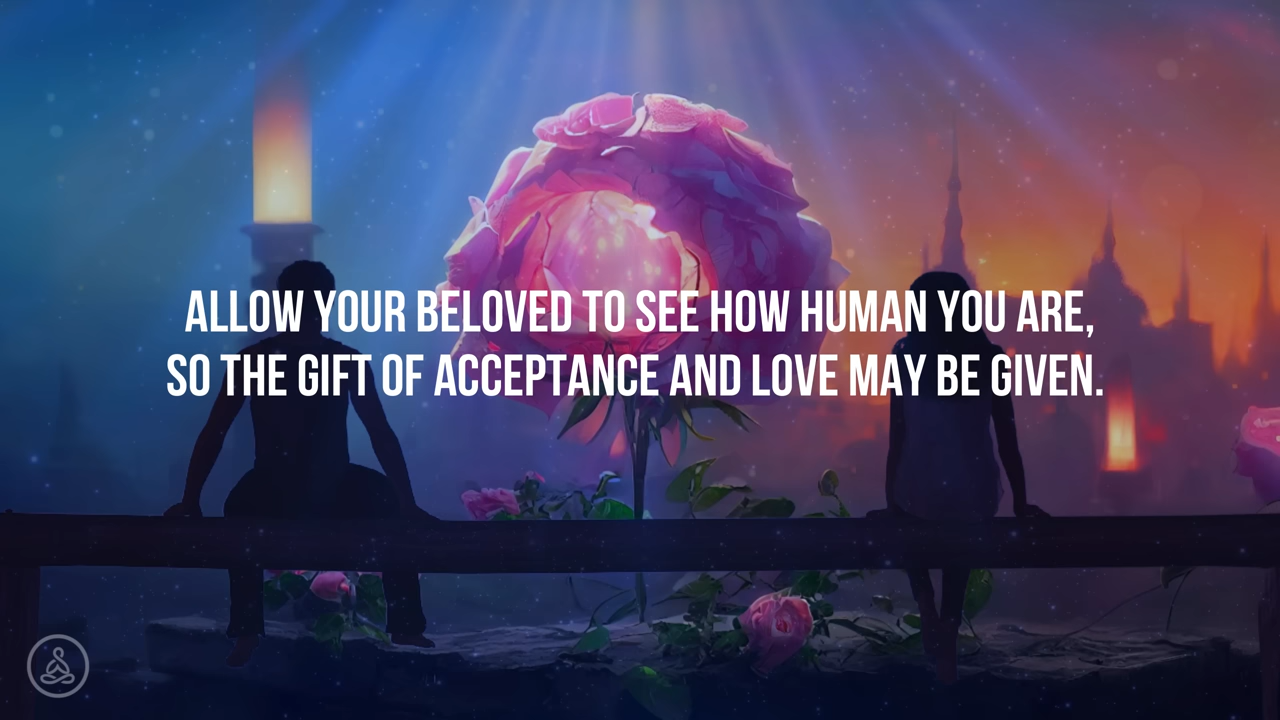 ALLOW YOUR BELOVED TO SEE HOW HUMAN YOU ARE,
SO THE GIFT OF ACCEPTANCE AND LOVE MAY BE GIVEN.